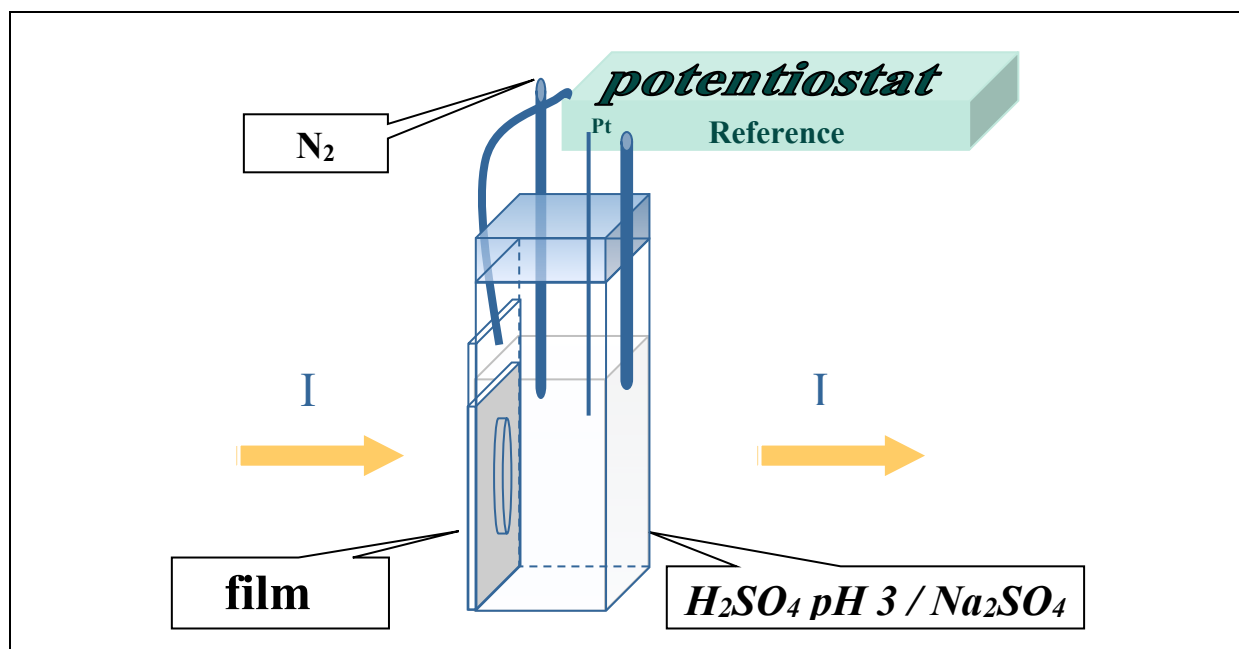 potentiostat
N₂
Pt
Reference
I
I
film
H₂SO₄ pH 3 / Na₂SO₄